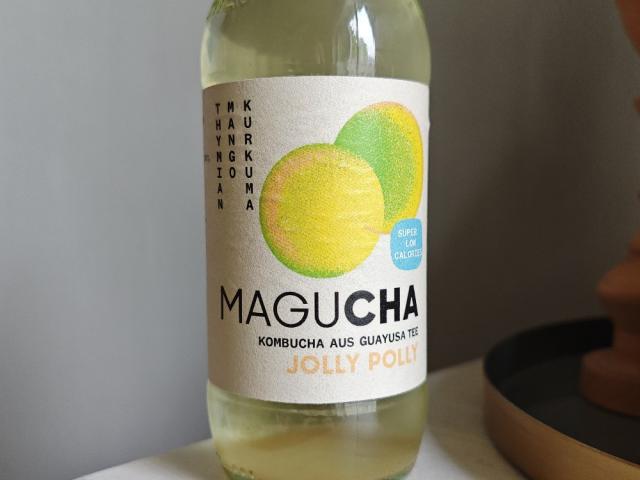 THYMIAN
MANGO
KURKUMA
SUPER
LOW
CALORIES
MAGUCHA
KOMBUCHA AUS GUAYUSA TEE
JOLLY POLLY